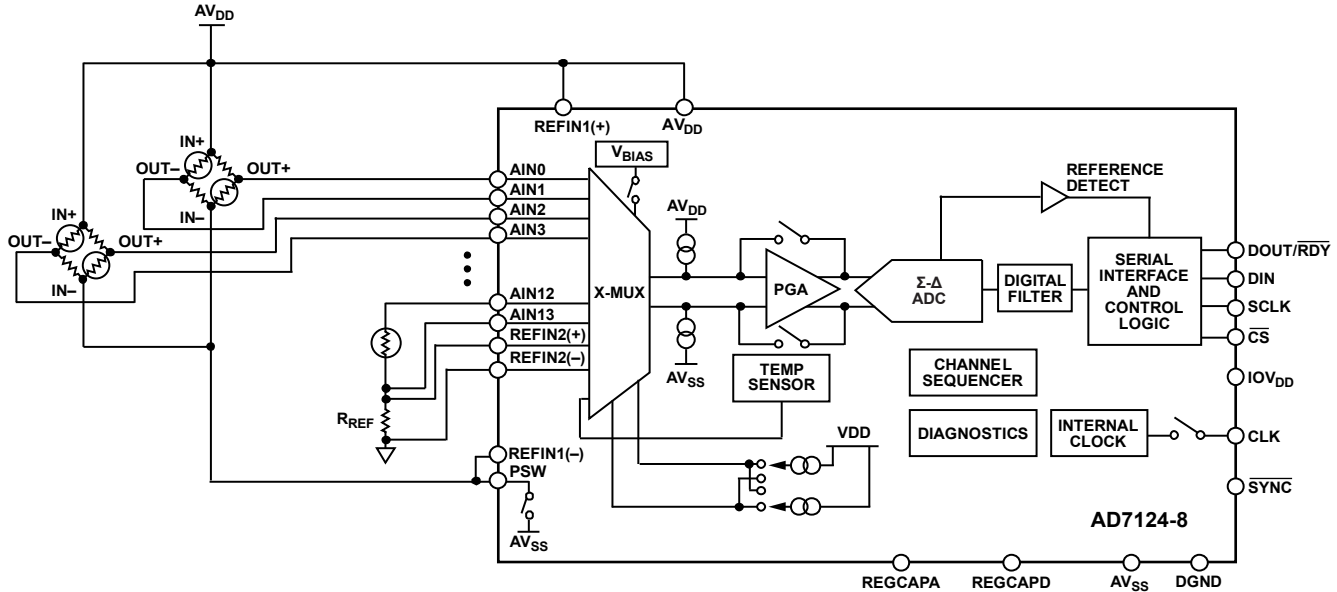 AVDD
REFIN1(+)
AVDD
IN+
OUT–
OUT+
IN–
IN+
OUT–
OUT+
IN–
AIN0
AIN1
AIN2
AIN3
AIN12
AIN13
REFIN2(+)
REFIN2(–)
RREF
REFIN1(–)
PSW
AVSS
VBIAS
X-MUX
AVDD
AVSS
PGA
TEMP
SENSOR
VDD
Σ-Δ
ADC
REFERENCE
DETECT
DIGITAL
FILTER
SERIAL
INTERFACE
AND
CONTROL
LOGIC
CHANNEL
SEQUENCER
DIAGNOSTICS
INTERNAL
CLOCK
DOUT/RDY
DIN
SCLK
CS
IOVDD
CLK
SYNC
AD7124-8
REGCAPA
REGCAPD
AVSS
DGND